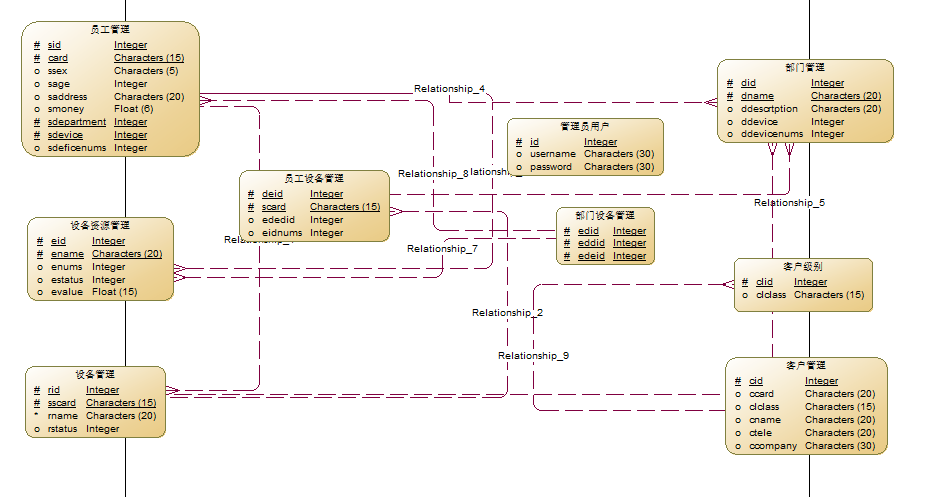 员工管理
# sid Integer
# card Characters (15)
o ssex Characters (5)
o sage Integer
o saddress Characters (20)
o smoney Float (6)
# sdepartment Integer
# sdevice Integer
o sdeficenums Integer
Relationship_4
部门管理
# did Integer
# dname Characters (20)
o ddescrtption Characters (20)
o ddevice Integer
o ddevicenums Integer
管理员用户
# id Integer
o username Characters (30)
o password Characters (30)
Relationship_8
员工设备管理
# deid Integer
# scard Characters (15)
o ededid Integer
o eidnums Integer
Relationship_5
部门设备管理
# edid Integer
# eddid Integer
# edeid Integer
设备资源管理
# eid Integer
# ename Characters (20)
o enums Integer
o estatus Integer
o evalue Float (15)
Relationship_7
客户级别
# clid Integer
o clclass Characters (15)
Relationship_2
Relationship_9
设备管理
# rid Integer
# sscard Characters (15)
* rname Characters (20)
o rstatus Integer
客户管理
# cid Integer
o ccard Characters (20)
o clclass Characters (15)
o cname Characters (20)
o ctele Characters (20)
o ccompany Characters (30)